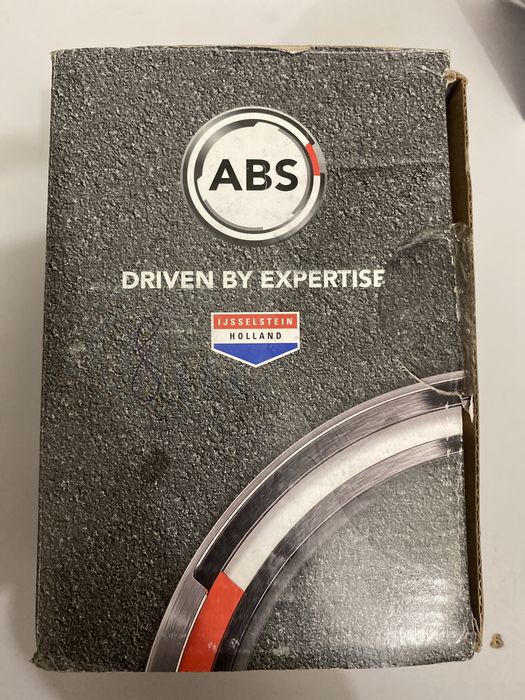 ABS
DRIVEN BY EXPERTISE
IJSSELSTEIN
HOLLAND